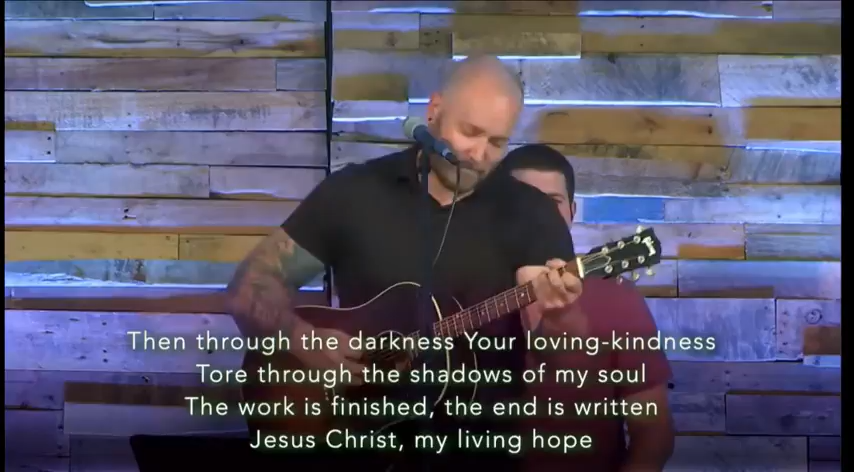 Then through the darkness Your loving-kindness
Tore through the shadows of my soul
The work is finished, the end is written
Jesus Christ, my living hope